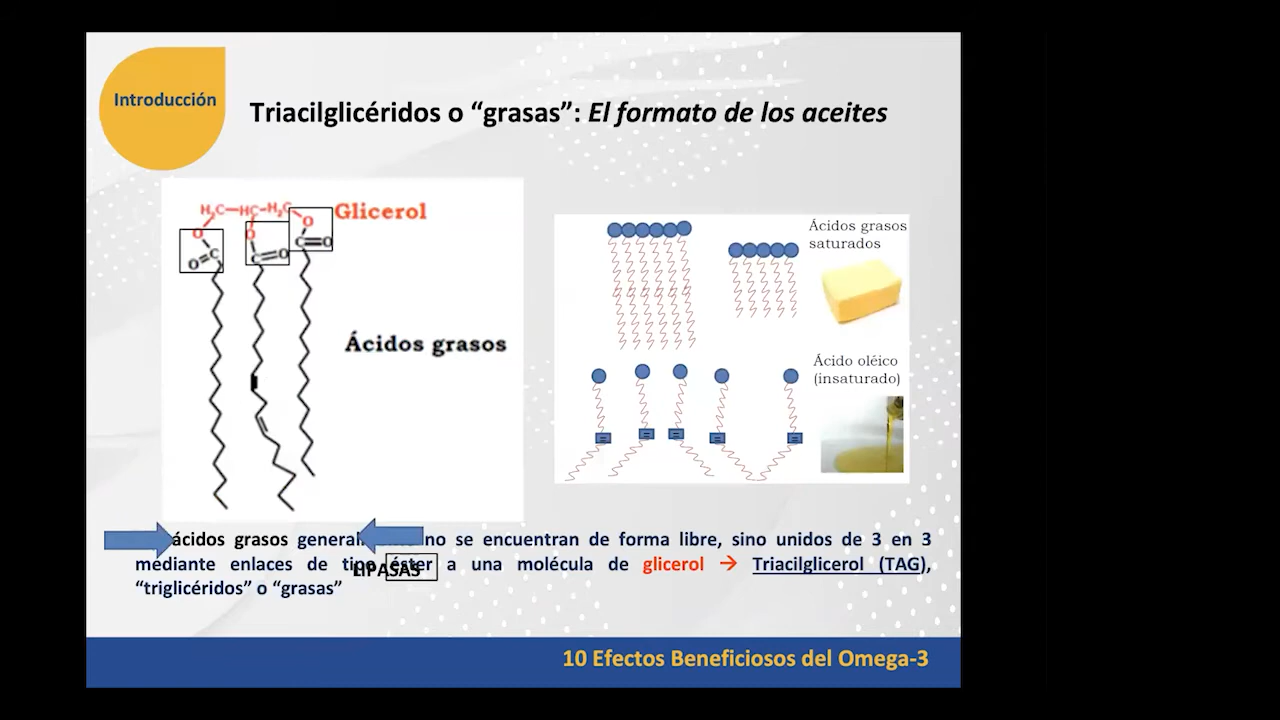 Introducción
Triacilglicéridos o “grasas”: El formato de los aceites
H₂C—HC—H₂C Glicerol
O O O
O=C C=O C=O
Ácidos grasos
Ácidos grasos
saturados
Ácido oléico
(insaturado)
ácidos grasos no se encuentran de forma libre, sino unidos de 3 en 3
mediante enlaces de tipo éster a una molécula de glicerol → Triacilglicerol (TAG),
LIPASAS
“triglicéridos” o “grasas”
10 Efectos Beneficiosos del Omega-3